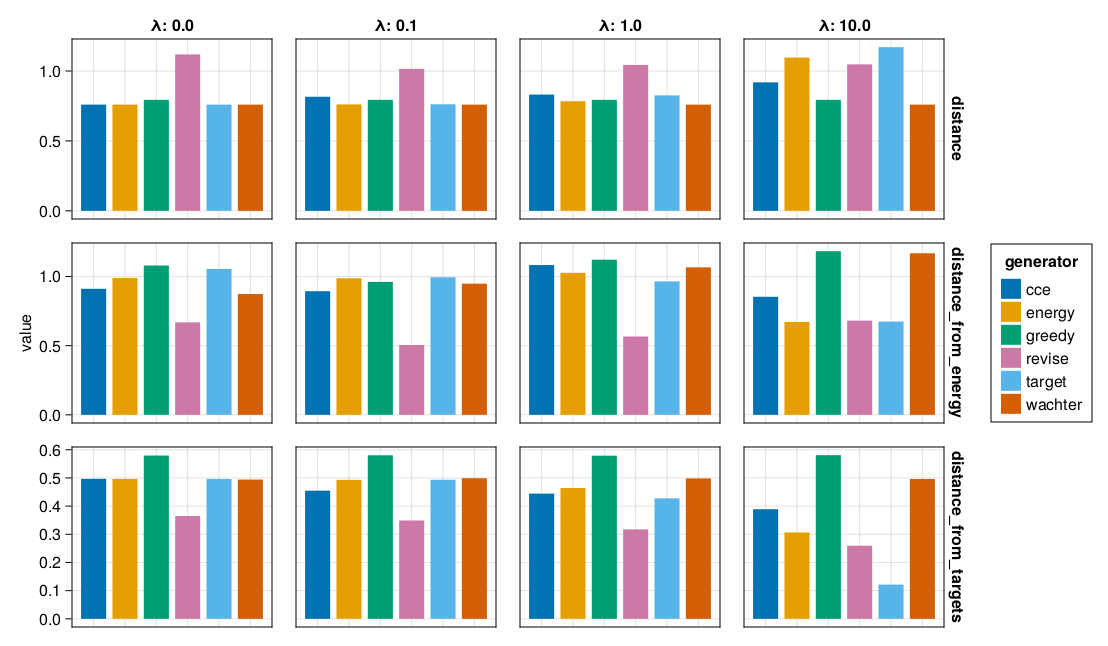 λ: 0.0 λ: 0.1 λ: 1.0 λ: 10.0
1.0
0.5
0.0
distance
value
1.0
0.5
0.0
distance_from_energy
0.6
0.5
0.4
0.3
0.2
0.1
0.0
distance_from_targets
generator
cce
energy
greedy
revise
target
wachter